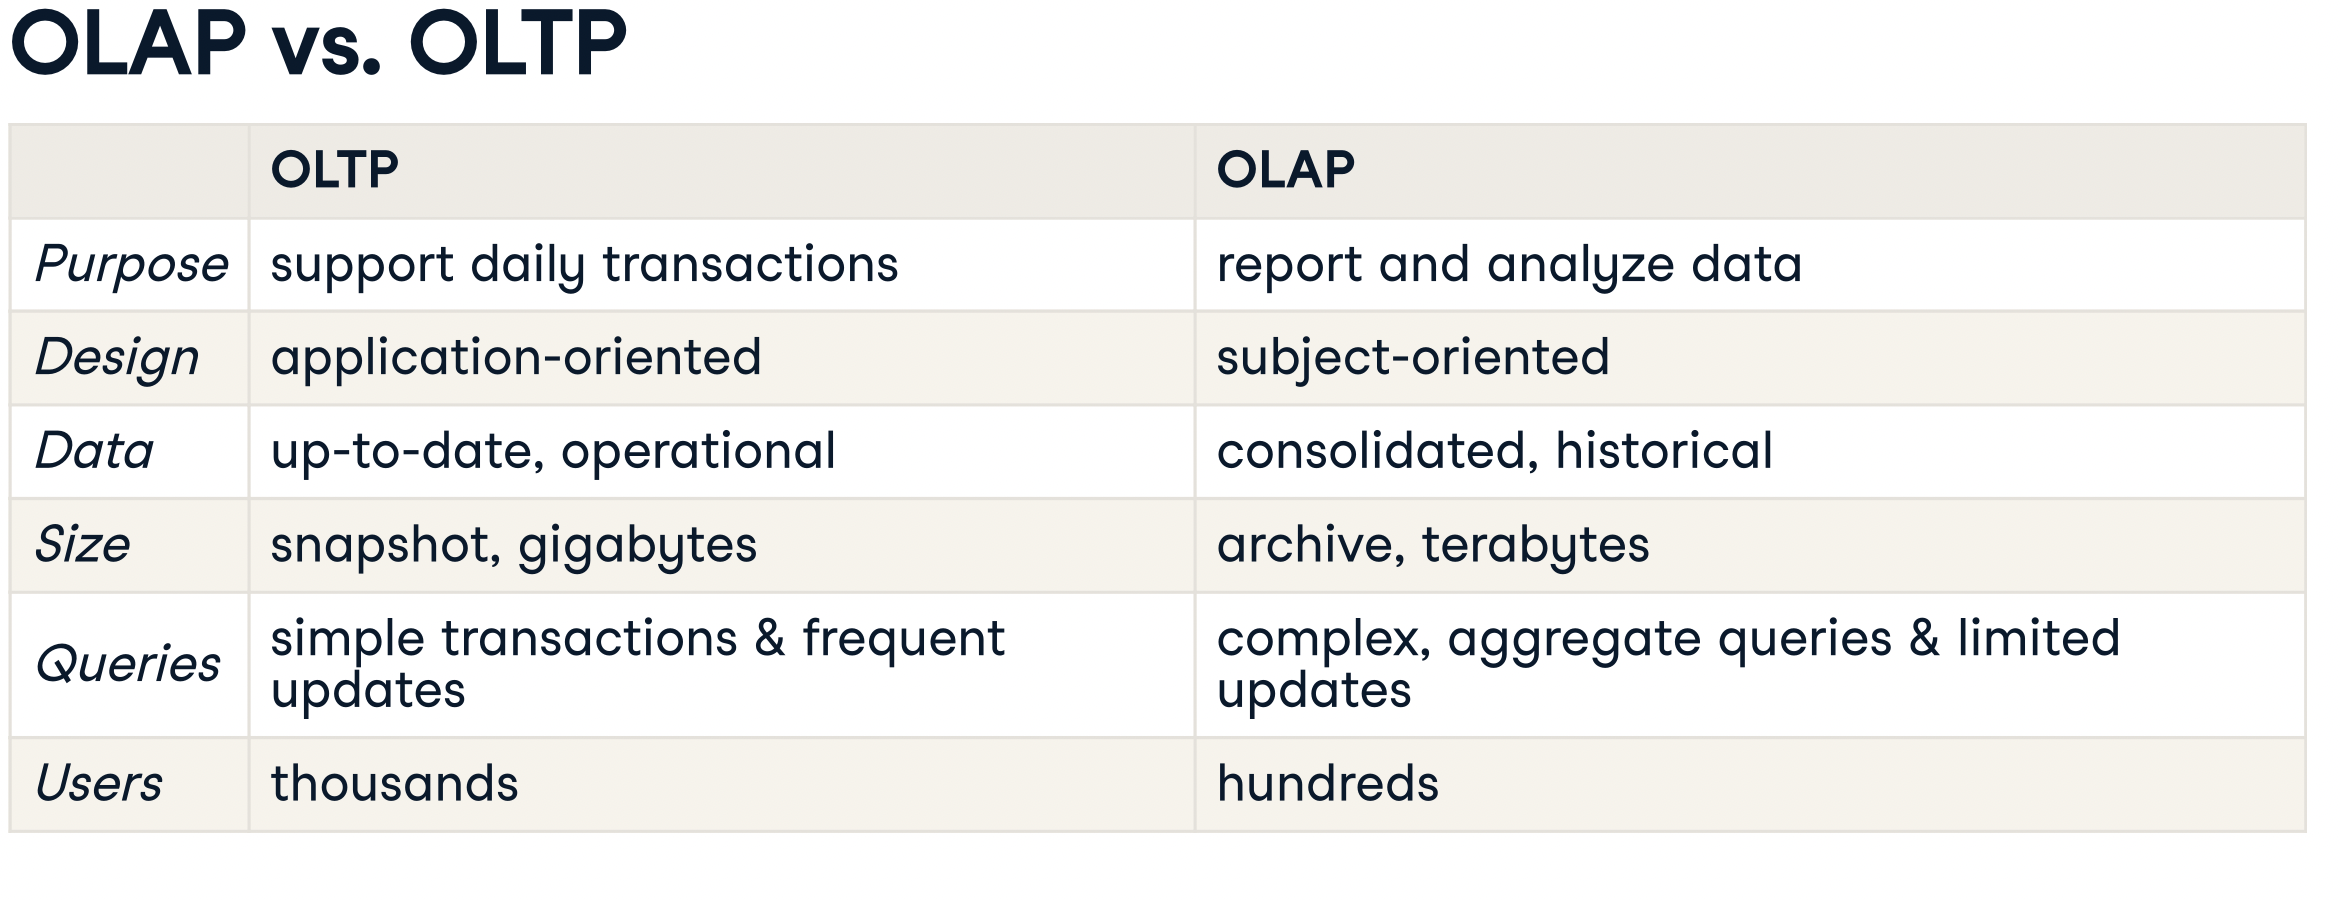 OLAP vs. OLTP
OLTP
OLAP
Purpose
support daily transactions
report and analyze data
Design
application-oriented
subject-oriented
Data
up-to-date, operational
consolidated, historical
Size
snapshot, gigabytes
archive, terabytes
Queries
simple transactions & frequent
updates
complex, aggregate queries & limited
updates
Users
thousands
hundreds